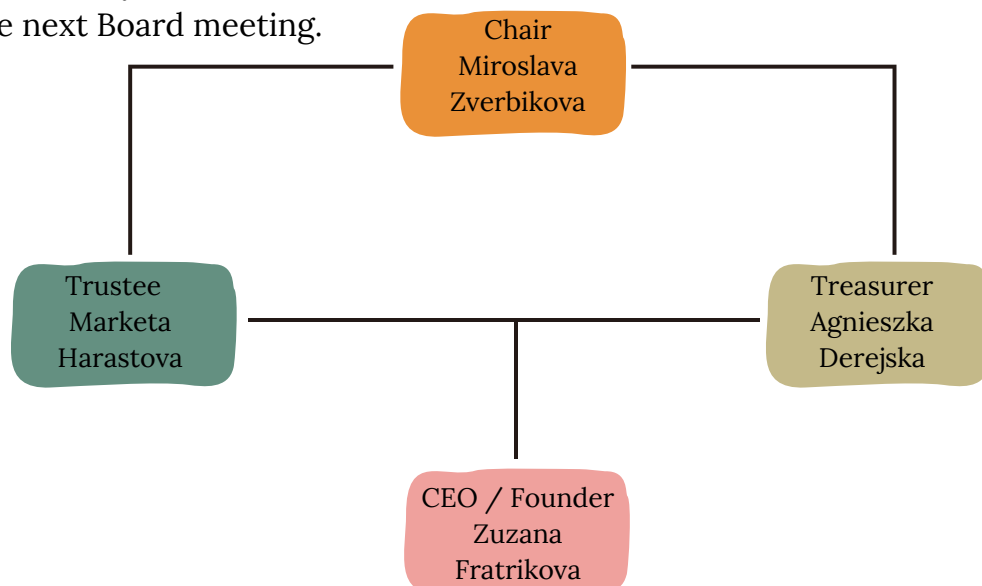 e next Board meeting.
Chair
Miroslava
Zverbikova
Trustee
Marketa
Harastova
Treasurer
Agnieszka
Derejska
CEO / Founder
Zuzana
Fratrikova